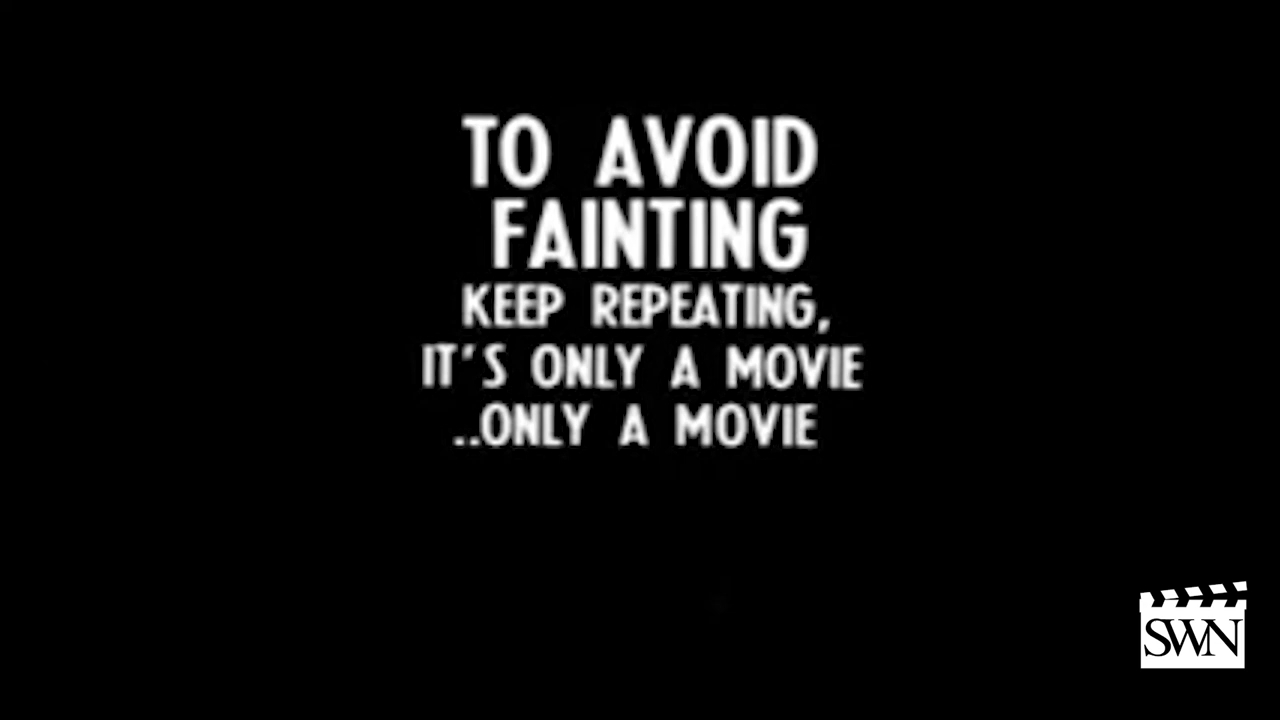 TO AVOID
FAINTING
KEEP REPEATING,
IT'S ONLY A MOVIE
..ONLY A MOVIE
SWN